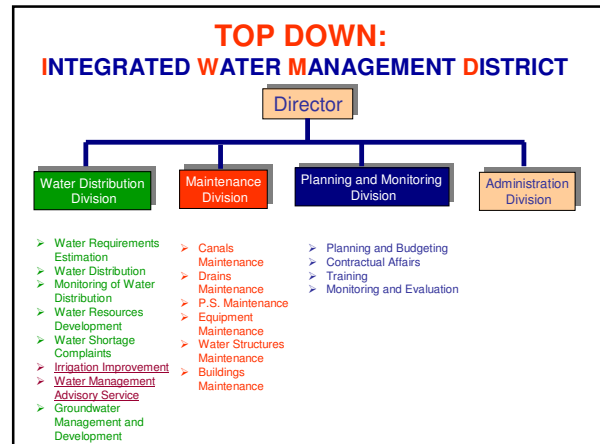 TOP DOWN:
INTEGRATED WATER MANAGEMENT DISTRICT
Director
Water Distribution
Division
Maintenance
Division
Planning and Monitoring
Division
Administration
Division
➢ Water Requirements
Estimation
➢ Water Distribution
➢ Monitoring of Water
Distribution
➢ Water Resources
Development
➢ Water Shortage
Complaints
➢ Irrigation Improvement
➢ Water Management
Advisory Service
➢ Groundwater
Management and
Development
➢ Canals
Maintenance
➢ Drains
Maintenance
➢ P.S. Maintenance
➢ Equipment
Maintenance
➢ Water Structures
Maintenance
➢ Buildings
Maintenance
➢ Planning and Budgeting
➢ Contractual Affairs
➢ Training
➢ Monitoring and Evaluation